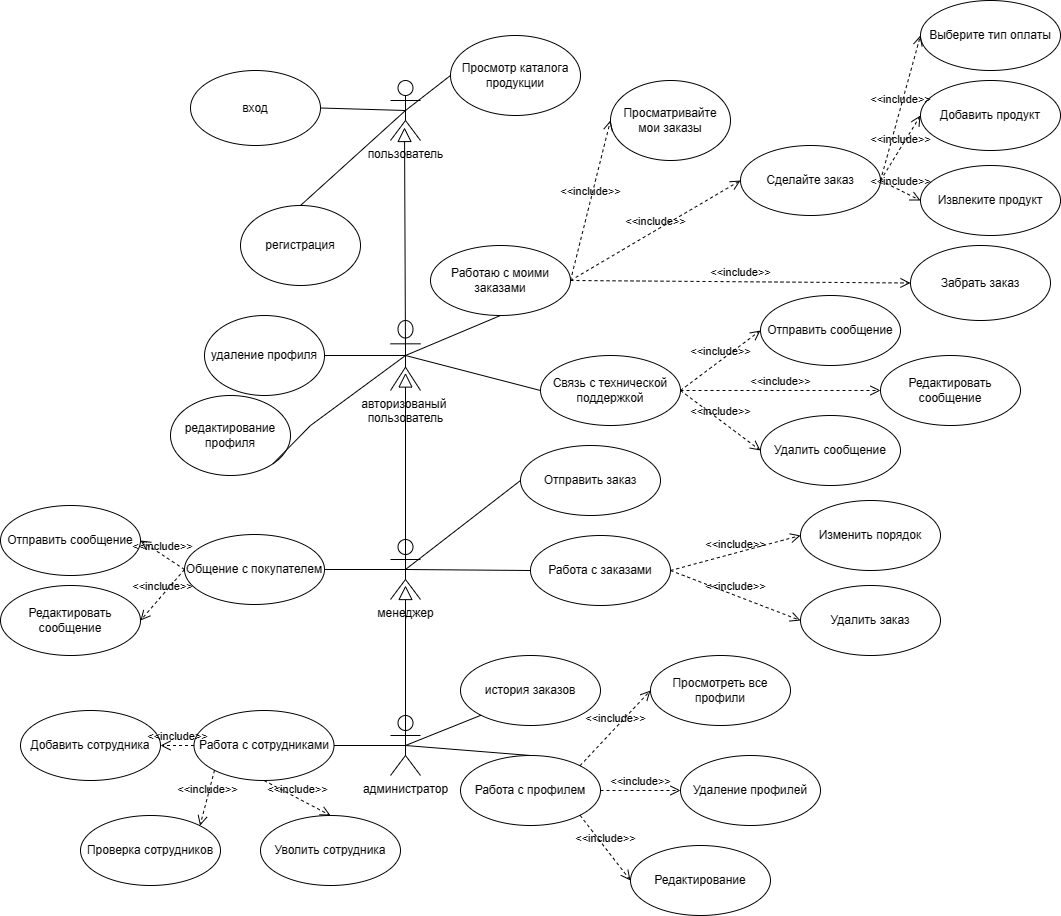 Выберите тип оплаты
Просмотр каталога
продукции
вход
Просматривайте
мои заказы
<<include>>
Добавить продукт
<<include>>
пользователь
Сделайте заказ
<<include>>
<<include>>
Извлеките продукт
<<include>>
регистрация
Работаю с моими
заказами
<<include>>
<<include>>
Забрать заказ
Отправить сообщение
удаление профиля
<<include>>
Связь с технической
поддержкой
<<include>>
Редактировать
сообщение
авторизованый
пользователь
<<include>>
редактирование
профиля
Удалить сообщение
Отправить заказ
Отправить сообщение
<<include>>
Общение с покупателем
<<include>>
Редактировать
сообщение
Изменить порядок
<<include>>
Работа с заказами
<<include>>
менеджер
Удалить заказ
история заказов
Просмотреть все
профили
<<include>>
Добавить сотрудника
<<include>>
Работа с сотрудниками
<<include>>
<<include>>
администратор
Работа с профилем
<<include>>
Удаление профилей
<<include>>
Проверка сотрудников
Уволить сотрудника
Редактирование